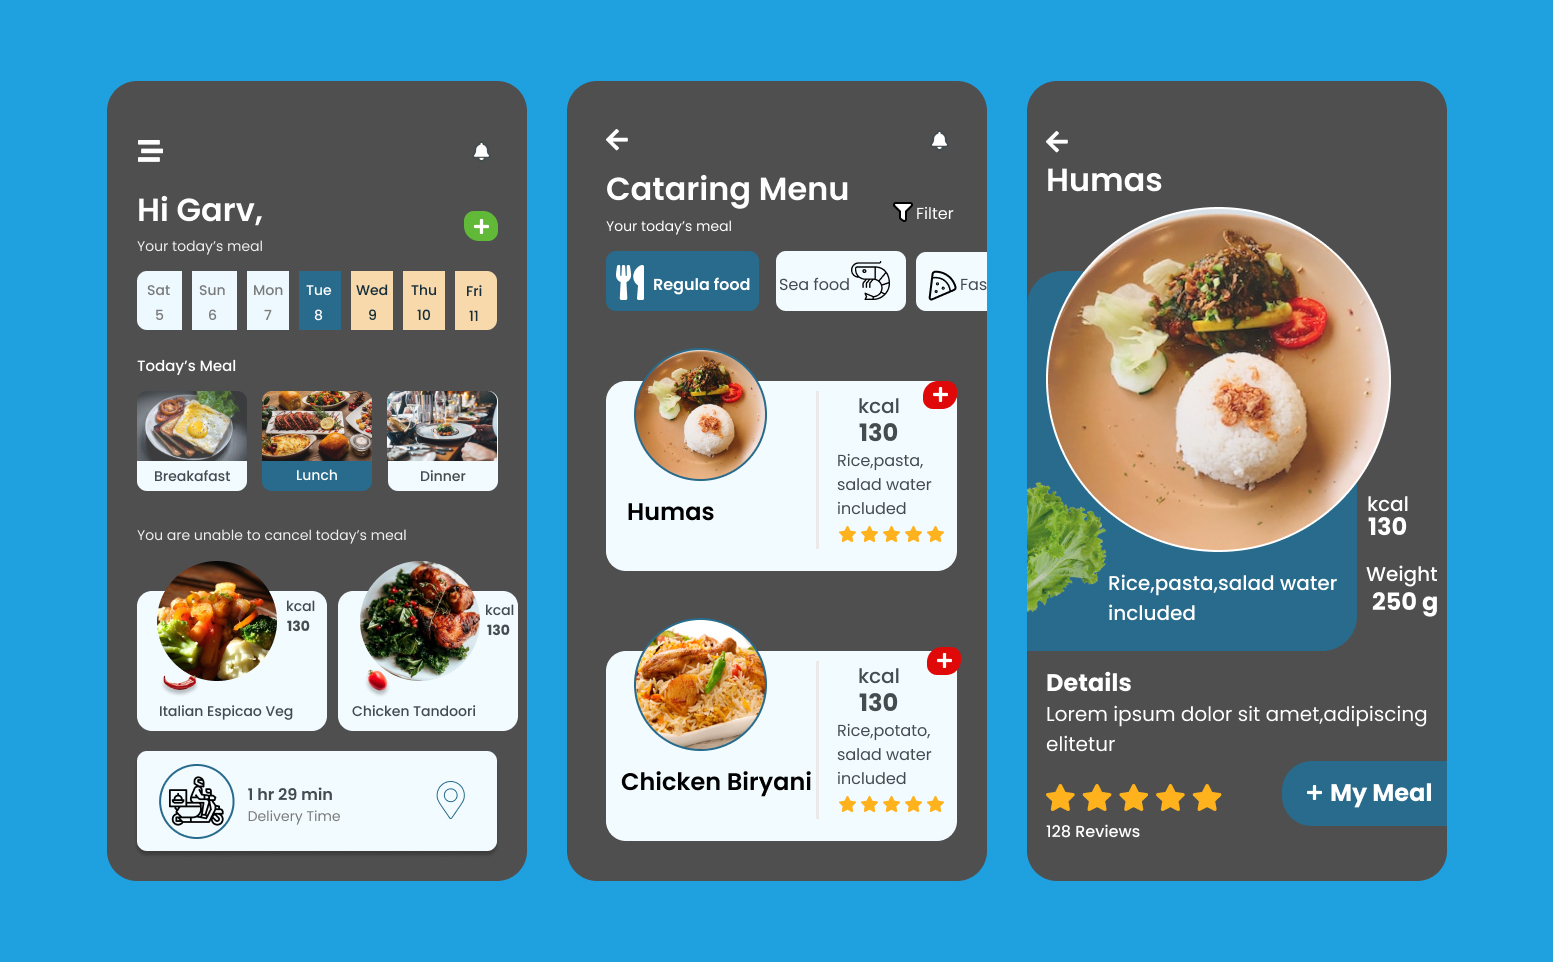 Hi Garv,
Your today's meal
Sat Sun Mon Tue Wed Thu Fri
5 6 7 8 9 10 11
Today's Meal
Breakafast Lunch Dinner
You are unable to cancel today's meal
kcal
130
Italian Espicao Veg
kcal
130
Chicken Tandoori
1 hr 29 min
Delivery Time
Cataring Menu
Filter
Your today's meal
Regula food
Sea food
Fas
kcal
130
Rice,pasta,
salad water
included
Humas
kcal
130
Rice,potato,
salad water
included
Chicken Biryani
Humas
kcal
130
Weight
250 g
Rice,pasta,salad water
included
Details
Lorem ipsum dolor sit amet,adipiscing
elitetur
+ My Meal
128 Reviews